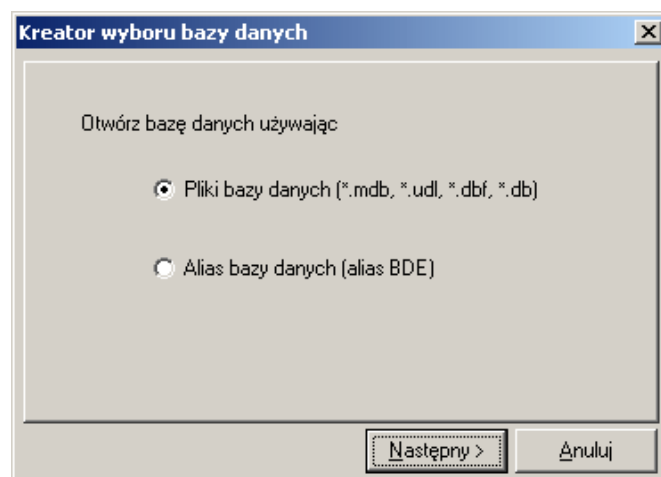 Kreator wyboru bazy danych
Otwórz bazę danych używając
Pliki bazy danych (*.mdb, *.udl, *.dbf, *.db)
Alias bazy danych (alias BDE)
Następny >
Anuluj